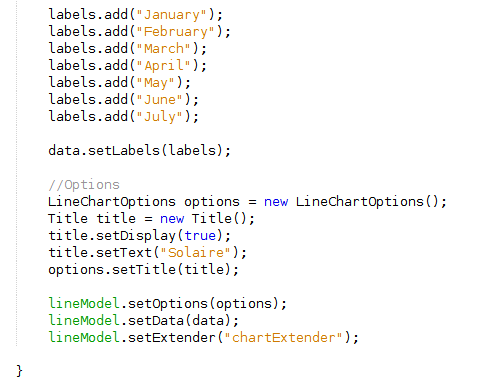 labels.add("January");
labels.add("February");
labels.add("March");
labels.add("April");
labels.add("May");
labels.add("June");
labels.add("July");
data.setLabels(labels);
//Options
LineChartOptions options = new LineChartOptions();
Title title = new Title();
title.setDisplay(true);
title.setText("Solaire");
options.setTitle(title);
lineModel.setOptions(options);
lineModel.setData(data);
lineModel.setExtender("chartExtender");
}